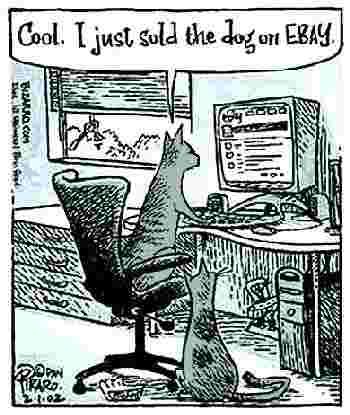 Cool. I just sold the dog on EBAY.
BIZARRO.com
©DAN
PIRARO.
2-1-02